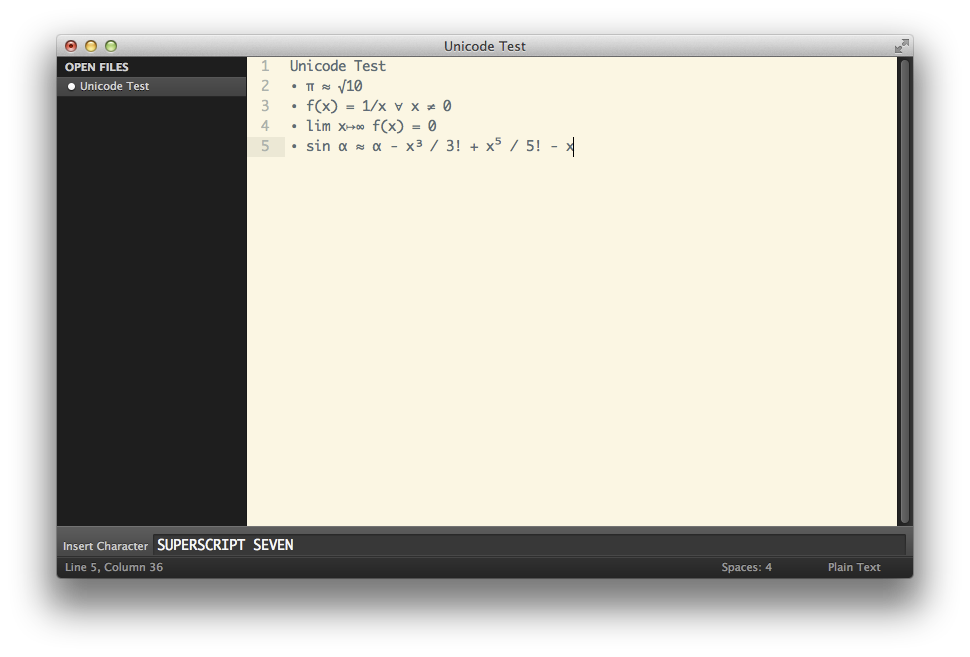 Unicode Test
OPEN FILES
Unicode Test
1 Unicode Test
2 • π ≈ √10
3 • f(x) = 1/x ∀ x ≠ 0
4 • lim x↦∞ f(x) = 0
5 • sin α ≈ α - x³ / 3! + x⁵ / 5! - x
Insert Character SUPERSCRIPT SEVEN
Line 5, Column 36 Spaces: 4 Plain Text